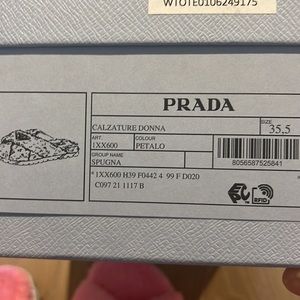 WTOTE0106249175
PRADA
CALZATURE DONNA
SIZE
35,5
ART.
COLOUR
1XX600
PETALO
GROUP NAME
SPUGNA
8056587525841
* 1XX600 H39 F0442 4 99 F D020
C097 21 1117 B
RFID